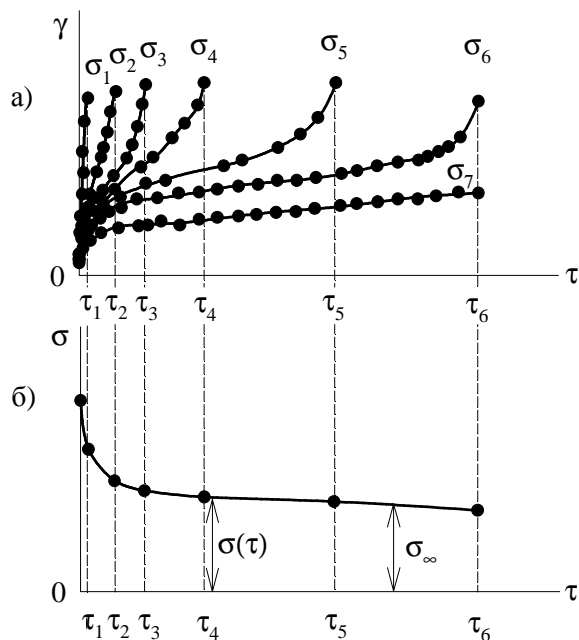 γ
σ₁ σ₂ σ₃ σ₄ σ₅ σ₆
а)
σ₇
0 τ
τ₁ τ₂ τ₃ τ₄ τ₅ τ₆
σ
б)
σ(τ) σ∞
0 τ
τ₁ τ₂ τ₃ τ₄ τ₅ τ₆